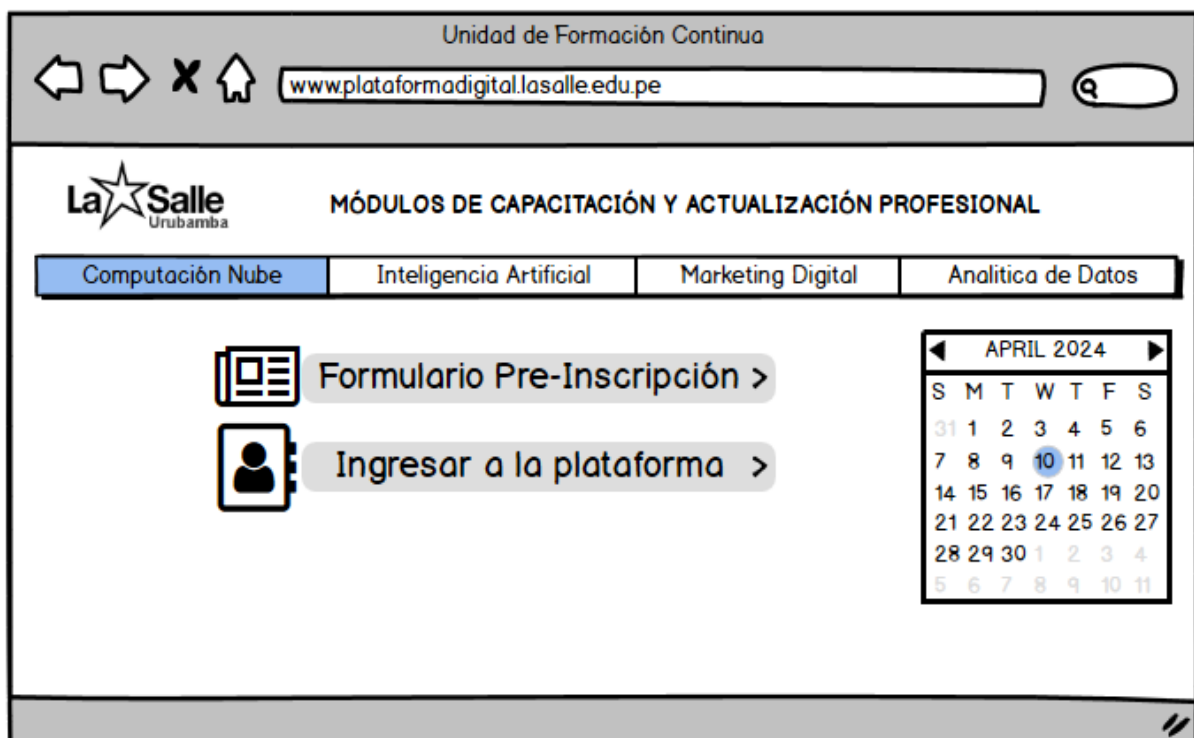 Unidad de Formación Continua
www.plataformadigital.lasalle.edu.pe
La Salle
Urubamba
MÓDULOS DE CAPACITACIÓN Y ACTUALIZACIÓN PROFESIONAL
Computación Nube Inteligencia Artificial Marketing Digital Analitica de Datos
Formulario Pre-Inscripción >
Ingresar a la plataforma >
APRIL 2024
S M T W T F S
31 1 2 3 4 5 6
7 8 9 10 11 12 13
14 15 16 17 18 19 20
21 22 23 24 25 26 27
28 29 30 1 2 3 4
5 6 7 8 9 10 11